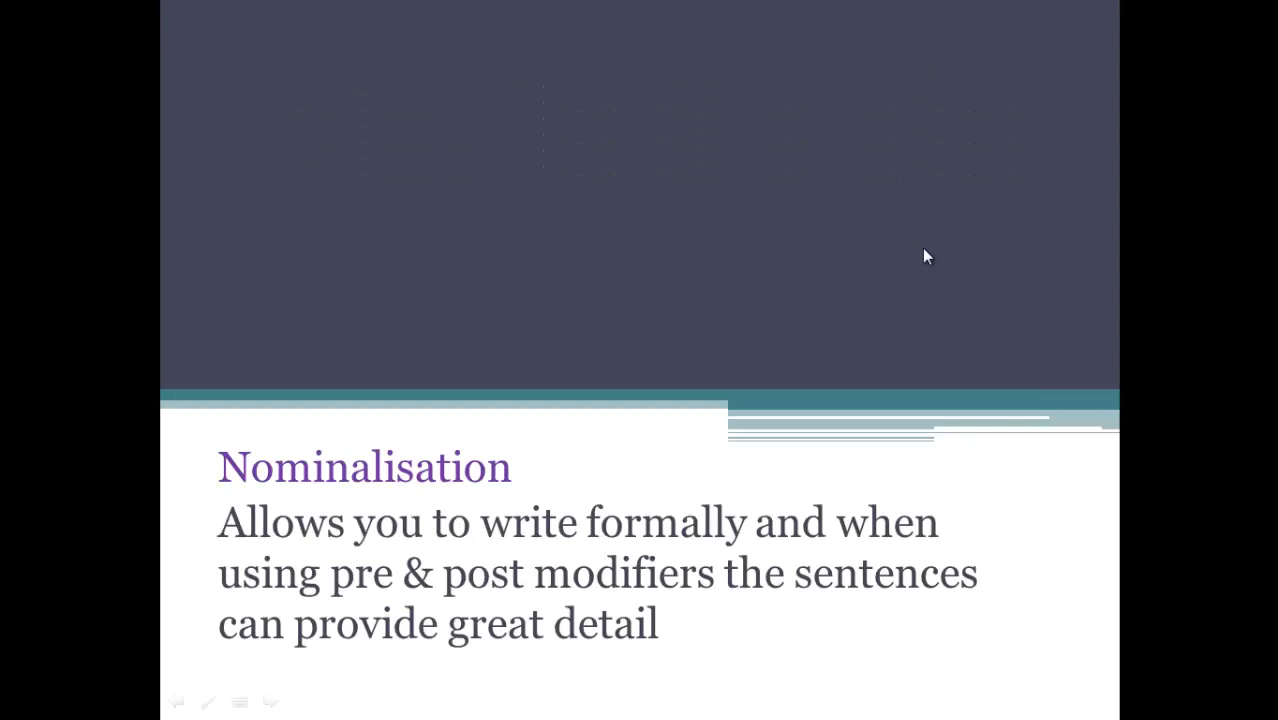 Nominalisation
Allows you to write formally and when
using pre & post modifiers the sentences
can provide great detail